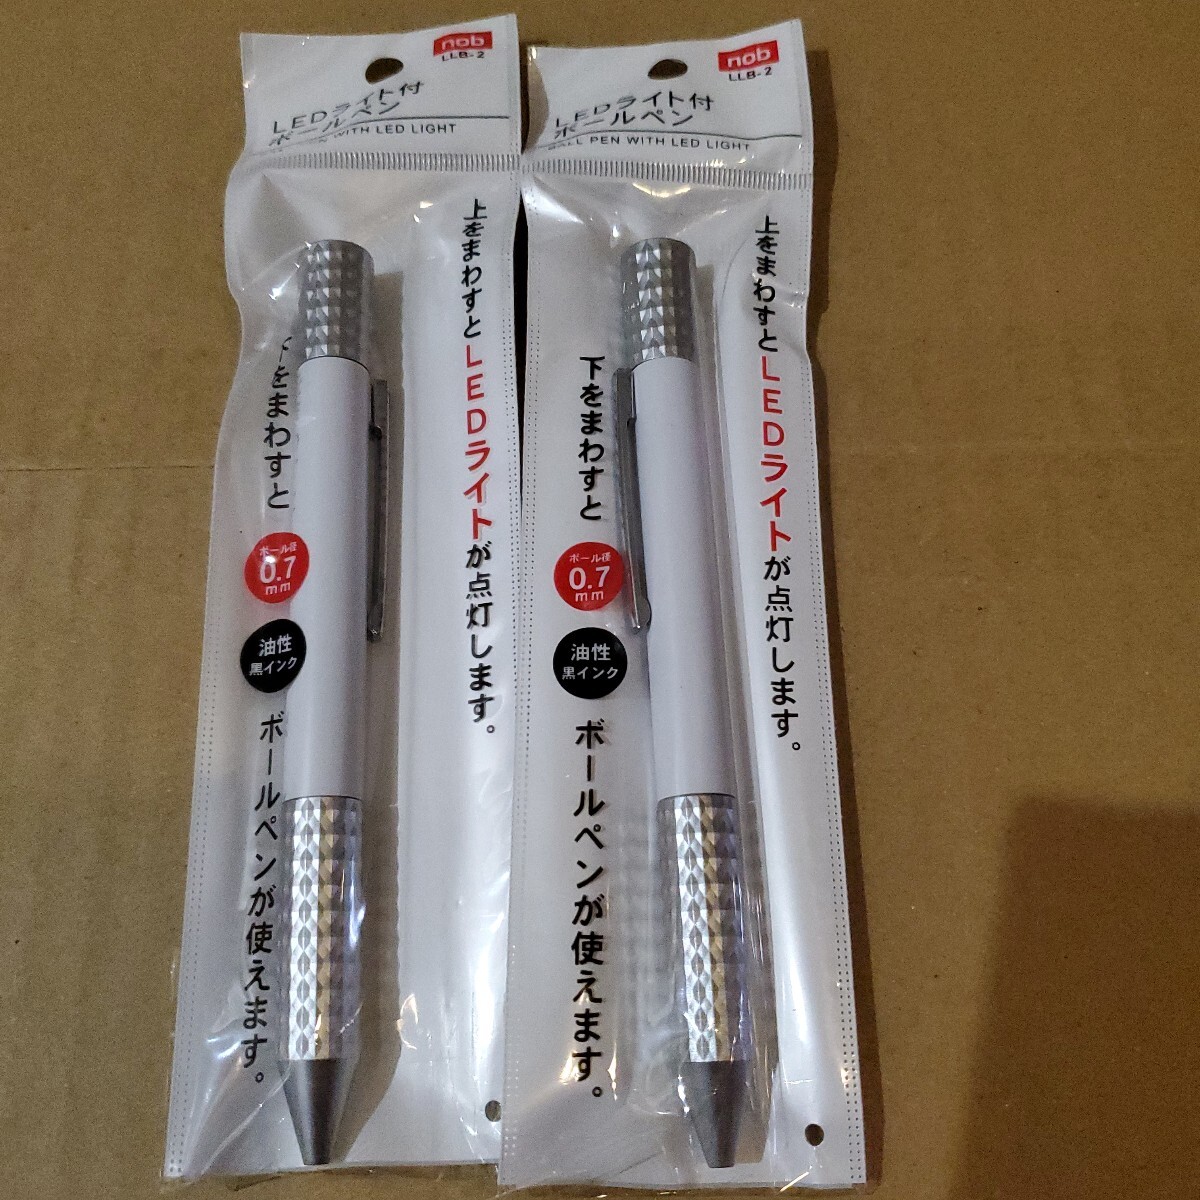 nob
LLB-2
LEDライト付
ボールペン
WITH LED LIGHT
上をまわすとLEDライトが点灯します。
下をまわすと
ボール径
0.7
mm
油性
黒インク
ボールペンが使えます。
nob
LLB-2
LEDライト付
ボールペン
BALL PEN WITH LED LIGHT
上をまわすとLEDライトが点灯します。
下をまわすと
ボール径
0.7
mm
油性
黒インク
ボールペンが使えます。